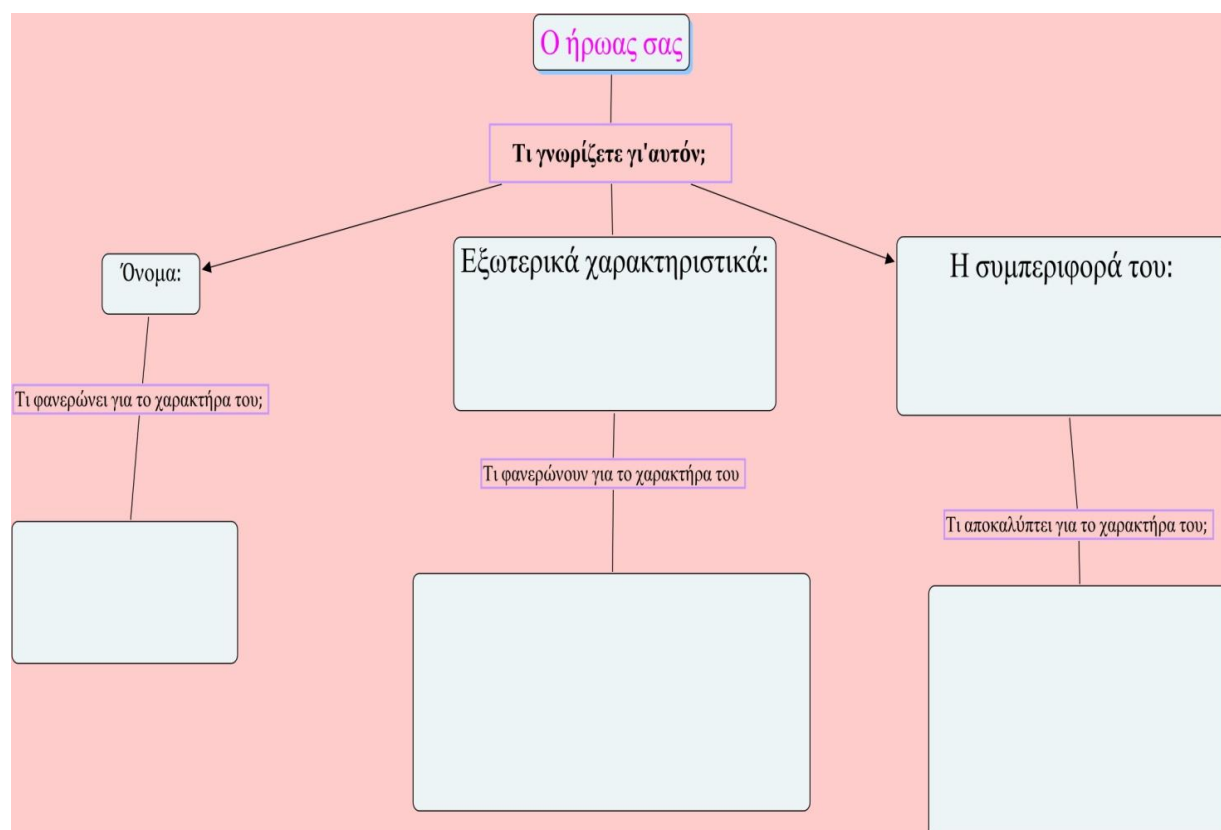 Ο ήρωας σας
Τι γνωρίζετε γι'αυτόν;
Όνομα:
Εξωτερικά χαρακτηριστικά:
Η συμπεριφορά του:
Τι φανερώνει για το χαρακτήρα του;
Τι φανερώνουν για το χαρακτήρα του
Τι αποκαλύπτει για το χαρακτήρα του;